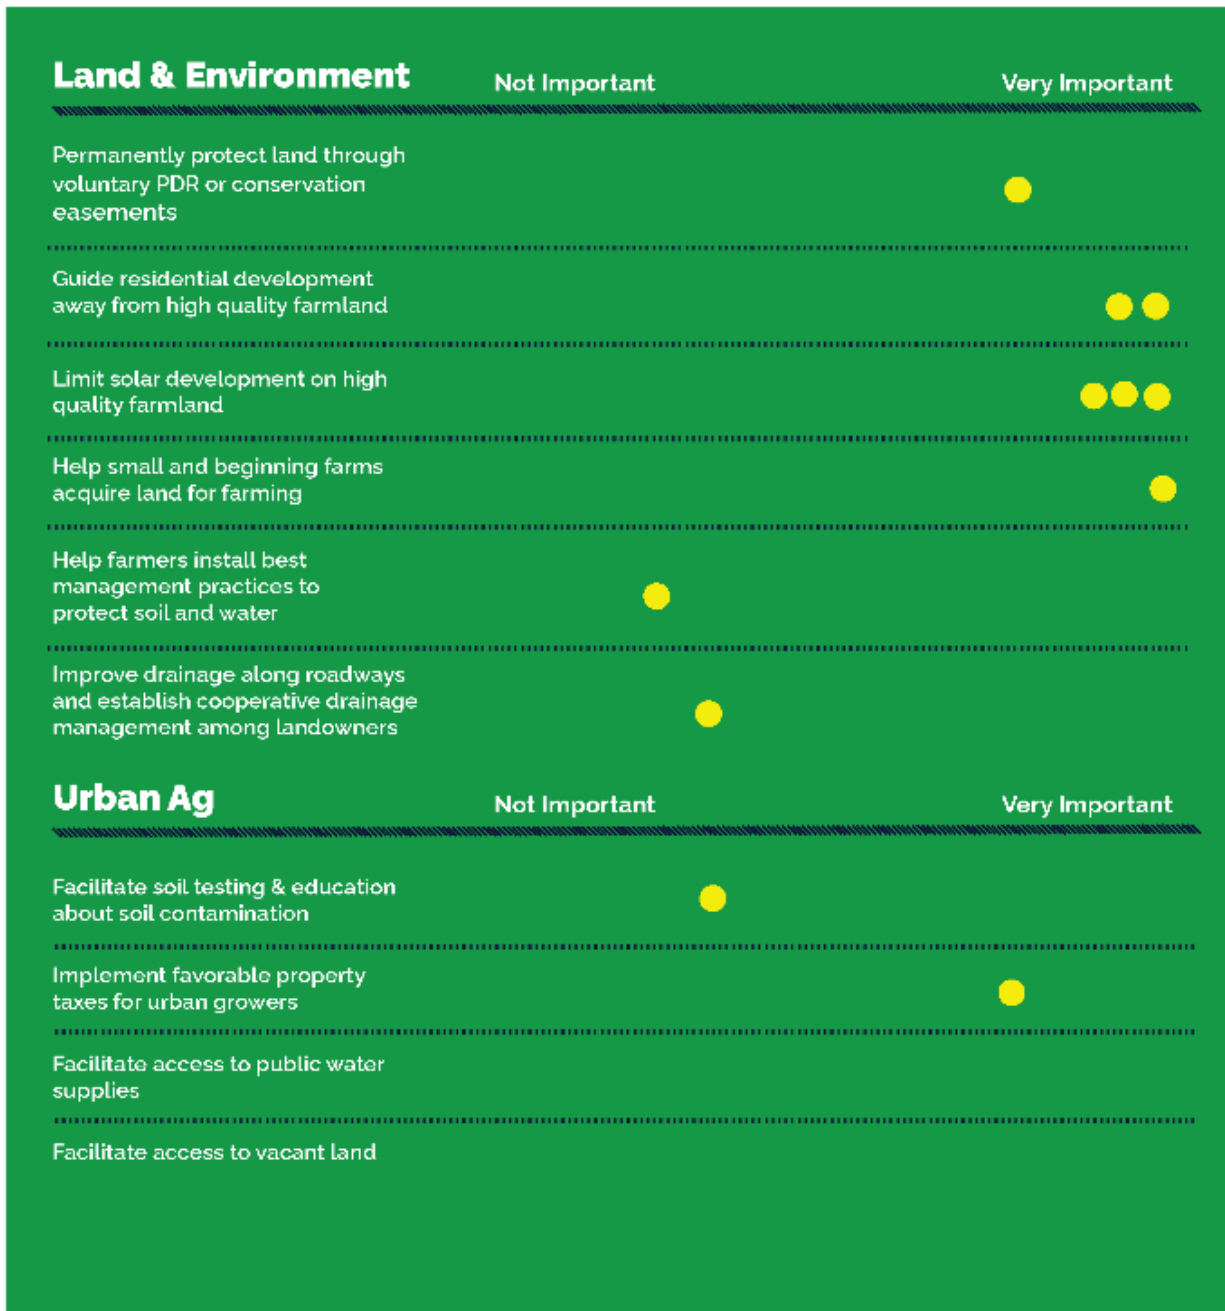 Land & Environment Not Important Very Important
Permanently protect land through
voluntary PDR or conservation
easements
Guide residential development
away from high quality farmland
Limit solar development on high
quality farmland
Help small and beginning farms
acquire land for farming
Help farmers install best
management practices to
protect soil and water
Improve drainage along roadways
and establish cooperative drainage
management among landowners
Urban Ag Not Important Very Important
Facilitate soil testing & education
about soil contamination
Implement favorable property
taxes for urban growers
Facilitate access to public water
supplies
Facilitate access to vacant land